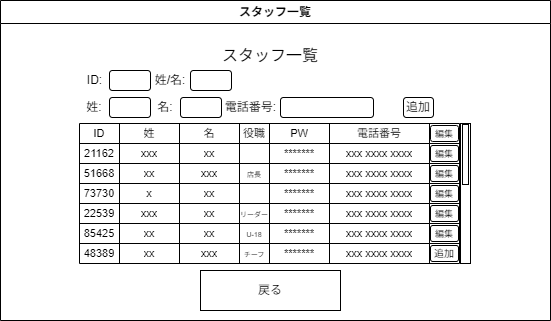 スタッフ一覧
スタッフ一覧
ID: 姓/名:
姓: 名: 電話番号: 追加
ID 姓 名 役職 PW 電話番号 編集
21162 xxx xx ******* xxx xxxx xxxx 編集
51668 xx xxx 店長 ******* xxx xxxx xxxx 編集
73730 x xx ******* xxx xxxx xxxx 編集
22539 xxx xx リーダー ******* xxx xxxx xxxx 編集
85425 xx xx U-18 ******* xxx xxxx xxxx 編集
48389 xx xxx チーフ ******* xxx xxxx xxxx 追加
戻る